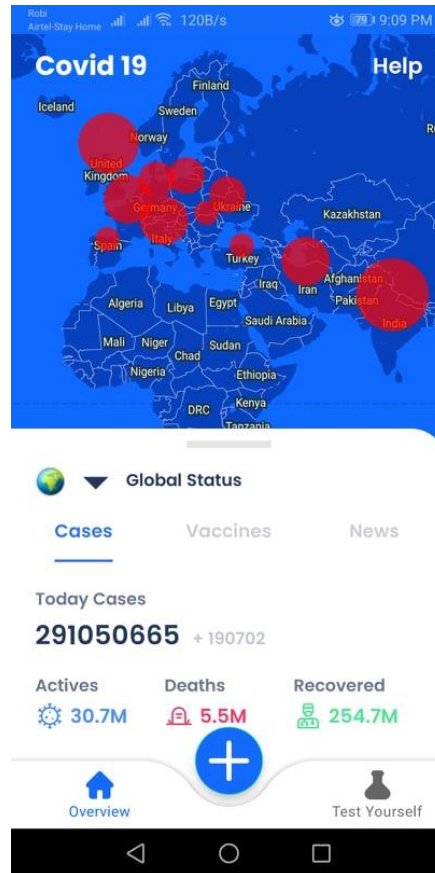 Robi
Airtel-Stay Home 120B/s 79 9:09 PM
Covid 19 Help
Finland
Iceland
Sweden
Norway
R
United
Kingdom
Germany Ukraine
Kazakhstan
Spain Italy
Turkey
Afghanistan
Iraq Iran
Pakistan
Algeria Libya Egypt
Saudi Arabia
India
Mali Niger Sudan
Chad
Nigeria Ethiopia
Kenya
DRC
Tanzania
Global Status
Cases Vaccines News
Today Cases
291050665 + 190702
Actives Deaths Recovered
30.7M 5.5M 254.7M
Overview Test Yourself